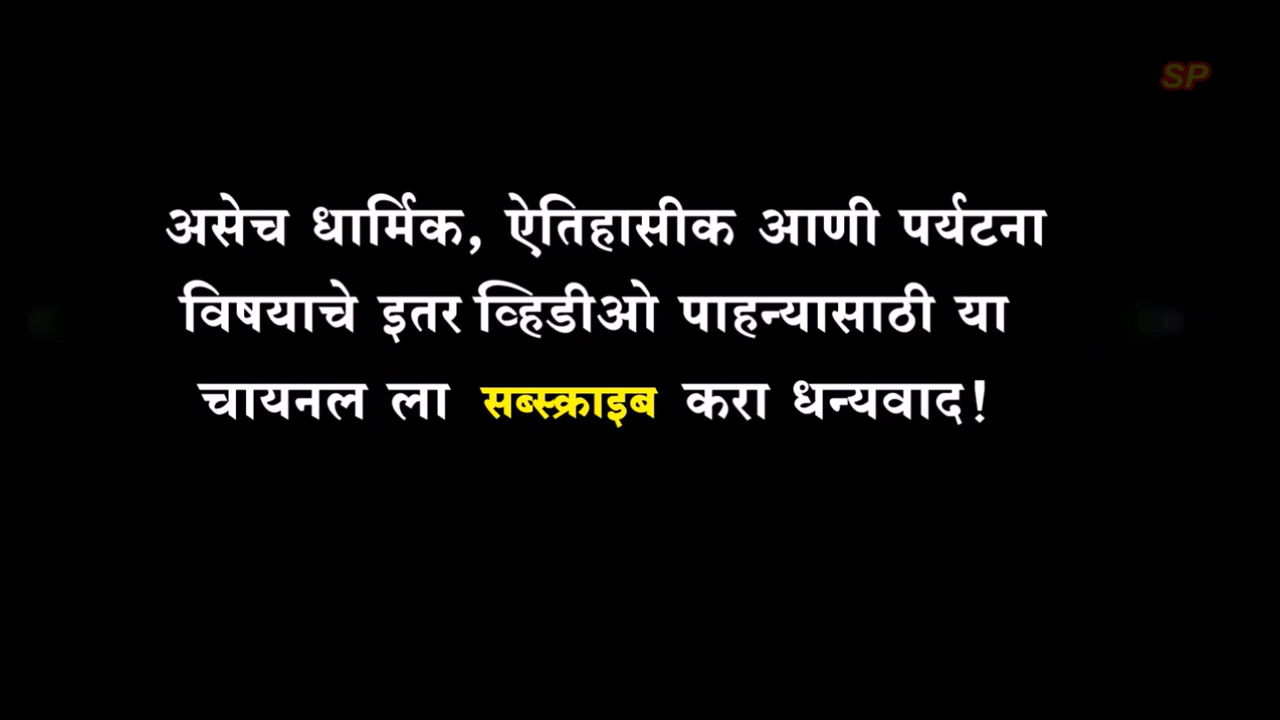 SP
असेच धार्मिक, ऐतिहासीक आणी पर्यटना
विषयाचे इतर व्हिडीओ पाहन्यासाठी या
चायनल ला सब्स्क्राइब करा धन्यवाद!